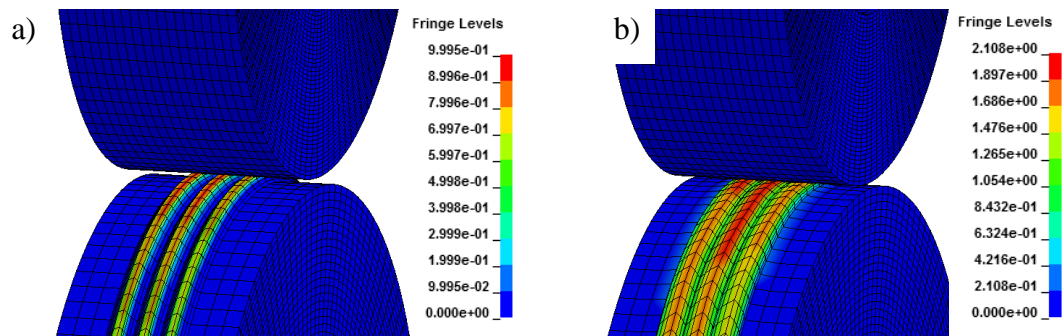 a)
Fringe Levels
9.995e-01
8.996e-01
7.996e-01
6.997e-01
5.997e-01
4.998e-01
3.998e-01
2.999e-01
1.999e-01
9.995e-02
0.000e+00
b)
Fringe Levels
2.108e+00
1.897e+00
1.686e+00
1.476e+00
1.265e+00
1.054e+00
8.432e-01
6.324e-01
4.216e-01
2.108e-01
0.000e+00